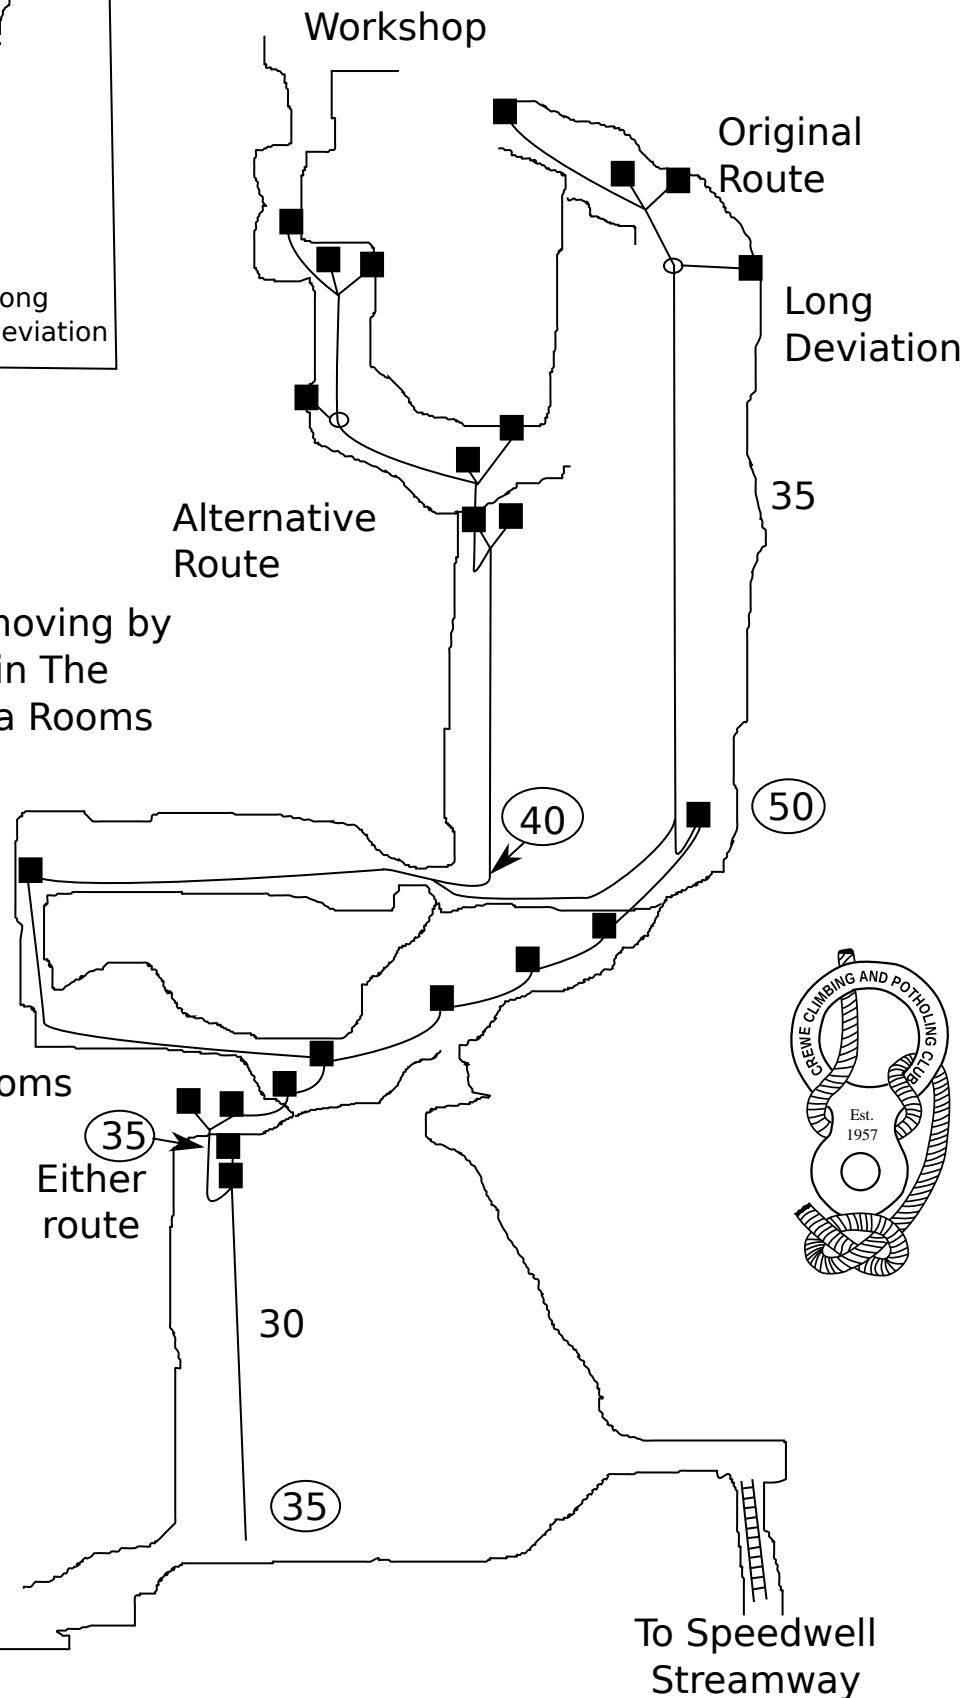 Workshop
Original
Route
ong
eviation
Long
Deviation
35
Alternative
Route
noving by
in The
a Rooms
40
50
CREWE CLIMBING AND POTHOLING CLUB
Est.
1957
oms
35
Either
route
30
35
To Speedwell
Streamway